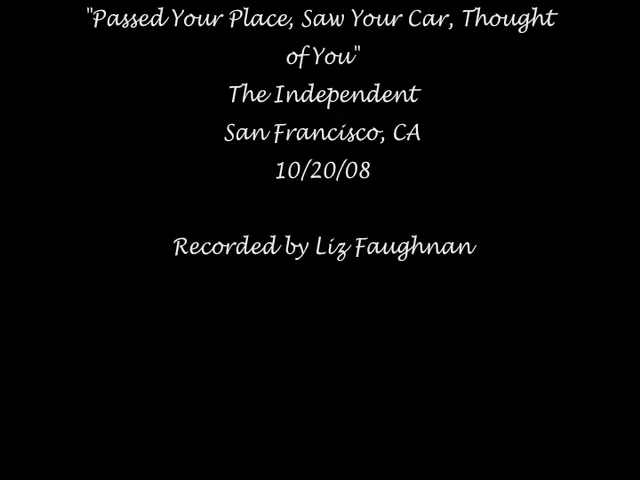 "Passed Your Place, Saw Your Car, Thought
of You"
The Independent
San Francisco, CA
10/20/08
Recorded by Liz Faughnan